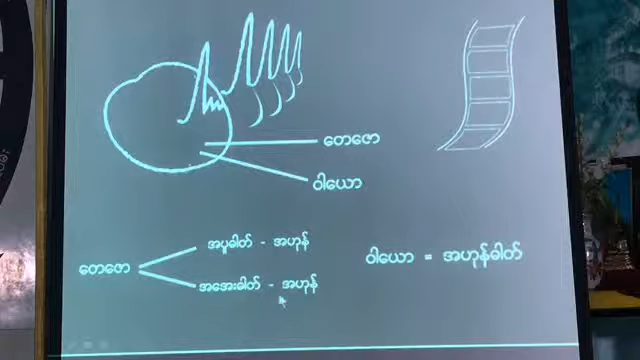 တေဇော
ဝါယော
အပူဓါတ် - အဟုန်
တေဇော
အအေးဓါတ် - အဟုန်
ဝါယော = အဟုန်ဓါတ်